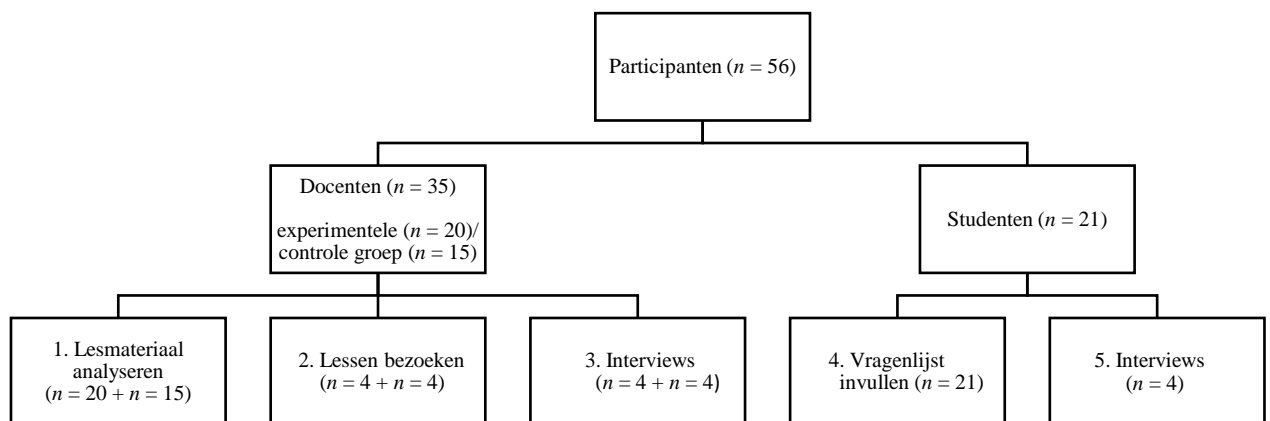 Participanten (n = 56)
Docenten (n = 35)
experimentele (n = 20)/
controle groep (n = 15)
Studenten (n = 21)
1. Lesmateriaal
analyseren
(n = 20 + n = 15)
2. Lessen bezoeken
(n = 4 + n = 4)
3. Interviews
(n = 4 + n = 4)
4. Vragenlijst
invullen (n = 21)
5. Interviews
(n = 4)